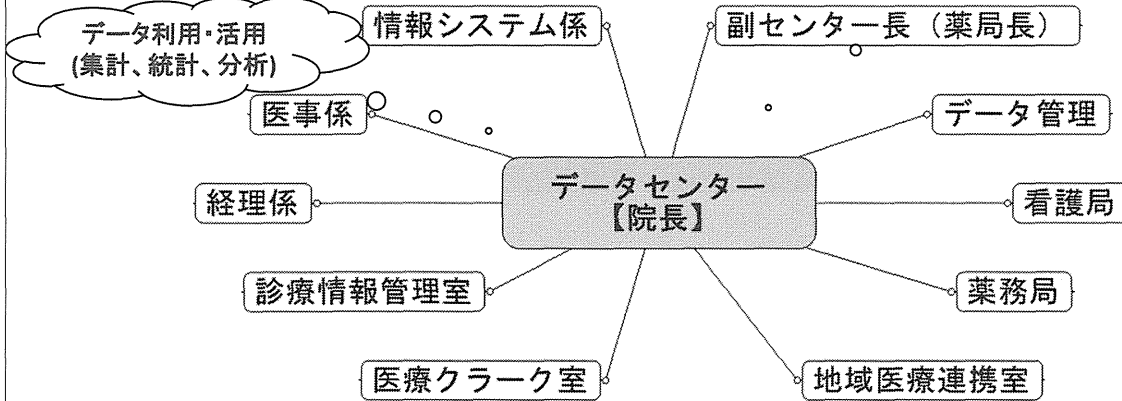 データ利用・活用
(集計、統計、分析)
情報システム係
副センター長（薬局長）
医事係
データ管理
データセンター
【院長】
経理係
看護局
診療情報管理室
薬務局
医療クラーク室
地域医療連携室